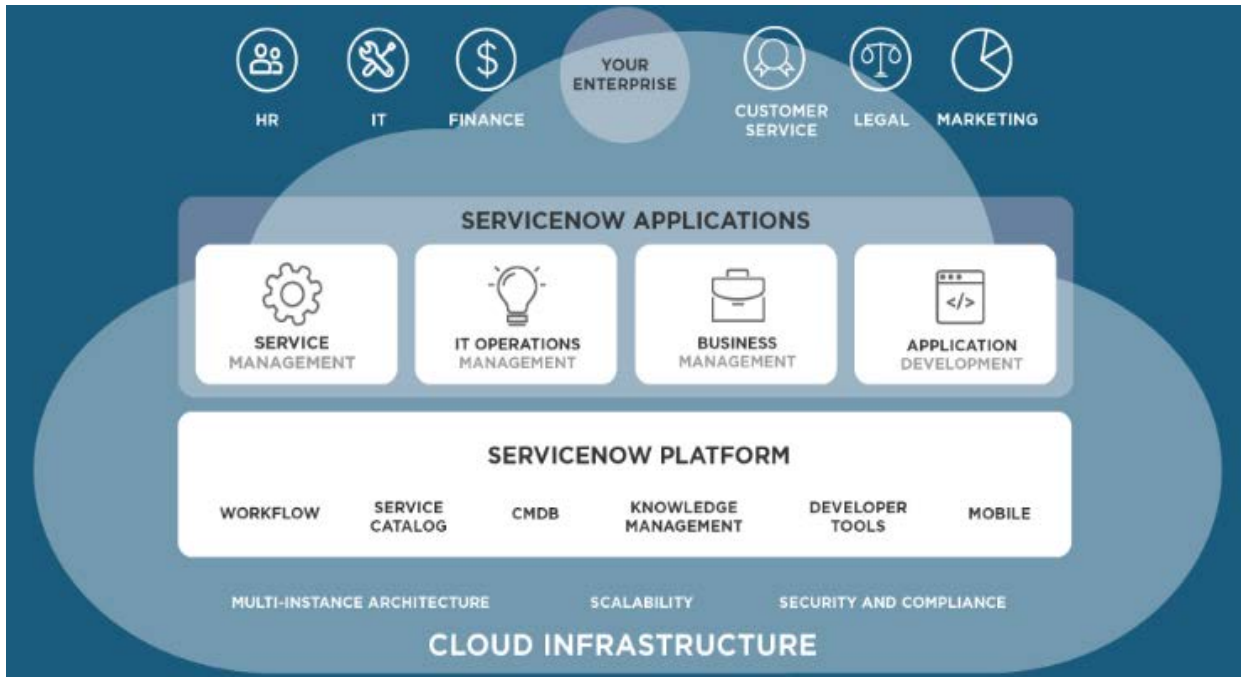 YOUR
ENTERPRISE
HR
IT
FINANCE
CUSTOMER
SERVICE
LEGAL
MARKETING
SERVICENOW APPLICATIONS
SERVICE
MANAGEMENT
IT OPERATIONS
MANAGEMENT
BUSINESS
MANAGEMENT
</>
APPLICATION
DEVELOPMENT
SERVICENOW PLATFORM
WORKFLOW
SERVICE
CATALOG
CMDB
KNOWLEDGE
MANAGEMENT
DEVELOPER
TOOLS
MOBILE
MULTI-INSTANCE ARCHITECTURE
SCALABILITY
SECURITY AND COMPLIANCE
CLOUD INFRASTRUCTURE